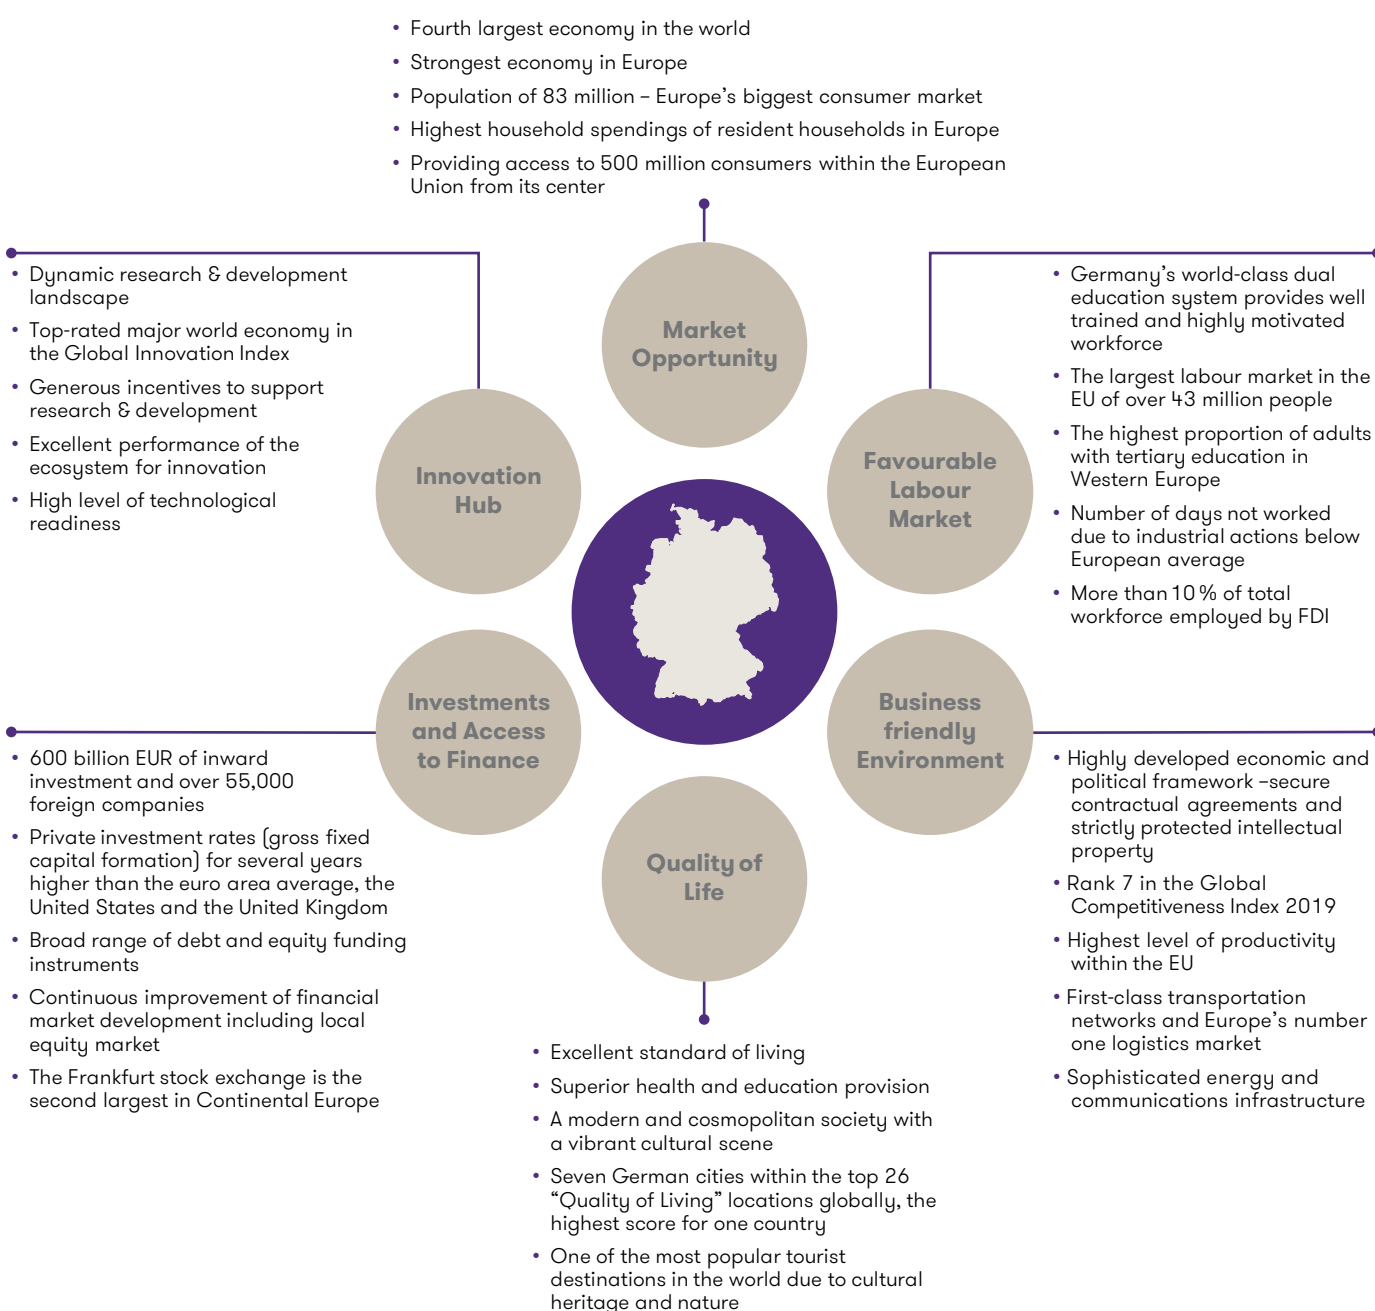 • Fourth largest economy in the world
• Strongest economy in Europe
• Population of 83 million – Europe's biggest consumer market
• Highest household spendings of resident households in Europe
• Providing access to 500 million consumers within the European
Union from its center
Market
Opportunity
• Dynamic research & development
landscape
• Top-rated major world economy in
the Global Innovation Index
• Generous incentives to support
research & development
• Excellent performance of the
ecosystem for innovation
• High level of technological
readiness
Innovation
Hub
Favourable
Labour
Market
• Germany's world-class dual
education system provides well
trained and highly motivated
workforce
• The largest labour market in the
EU of over 43 million people
• The highest proportion of adults
with tertiary education in
Western Europe
• Number of days not worked
due to industrial actions below
European average
• More than 10 % of total
workforce employed by FDI
Investments
and Access
to Finance
• 600 billion EUR of inward
investment and over 55,000
foreign companies
• Private investment rates (gross fixed
capital formation) for several years
higher than the euro area average, the
United States and the United Kingdom
• Broad range of debt and equity funding
instruments
• Continuous improvement of financial
market development including local
equity market
• The Frankfurt stock exchange is the
second largest in Continental Europe
Business
friendly
Environment
• Highly developed economic and
political framework –secure
contractual agreements and
strictly protected intellectual
property
• Rank 7 in the Global
Competitiveness Index 2019
• Highest level of productivity
within the EU
• First-class transportation
networks and Europe's number
one logistics market
• Sophisticated energy and
communications infrastructure
Quality of
Life
• Excellent standard of living
• Superior health and education provision
• A modern and cosmopolitan society with
a vibrant cultural scene
• Seven German cities within the top 26
“Quality of Living” locations globally, the
highest score for one country
• One of the most popular tourist
destinations in the world due to cultural
heritage and nature